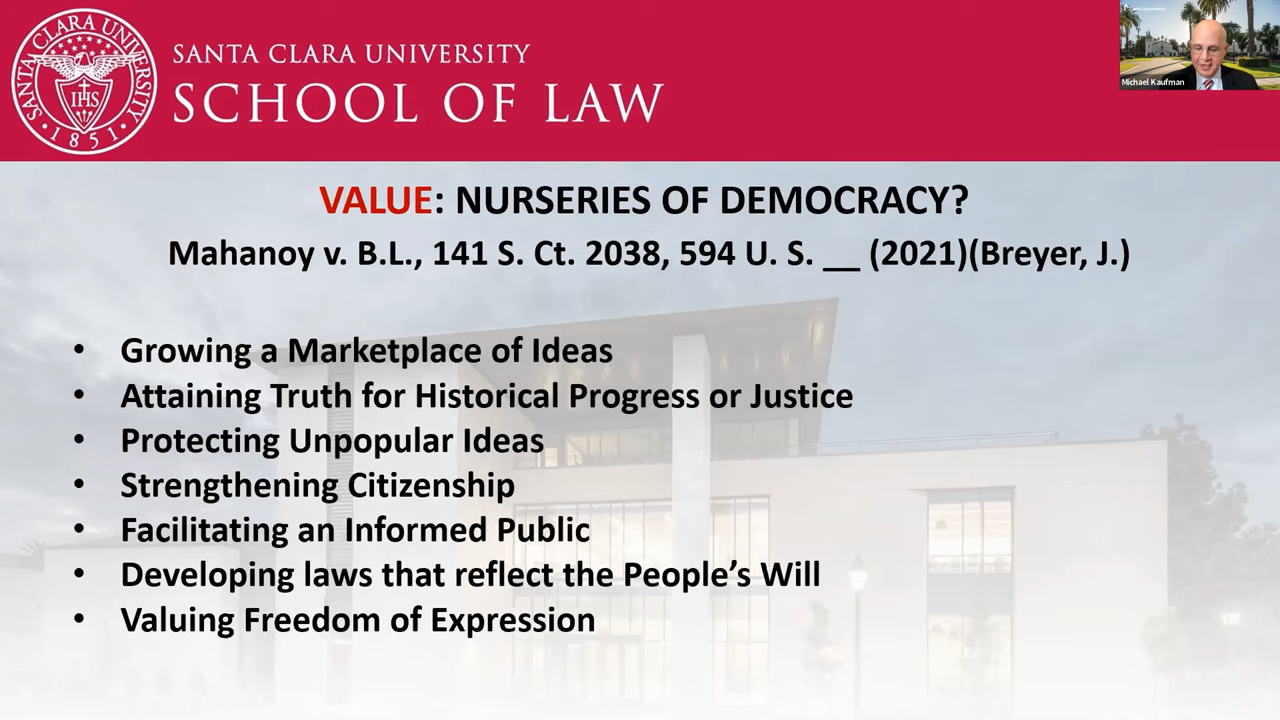 SANTA CLARA UNIVERSITY
SCHOOL OF LAW
SANTA CLARA UNIVERSITY
IHS
1851
Michael Kaufman
VALUE: NURSERIES OF DEMOCRACY?
Mahanoy v. B.L., 141 S. Ct. 2038, 594 U. S. __ (2021)(Breyer, J.)
• Growing a Marketplace of Ideas
• Attaining Truth for Historical Progress or Justice
• Protecting Unpopular Ideas
• Strengthening Citizenship
• Facilitating an Informed Public
• Developing laws that reflect the People’s Will
• Valuing Freedom of Expression